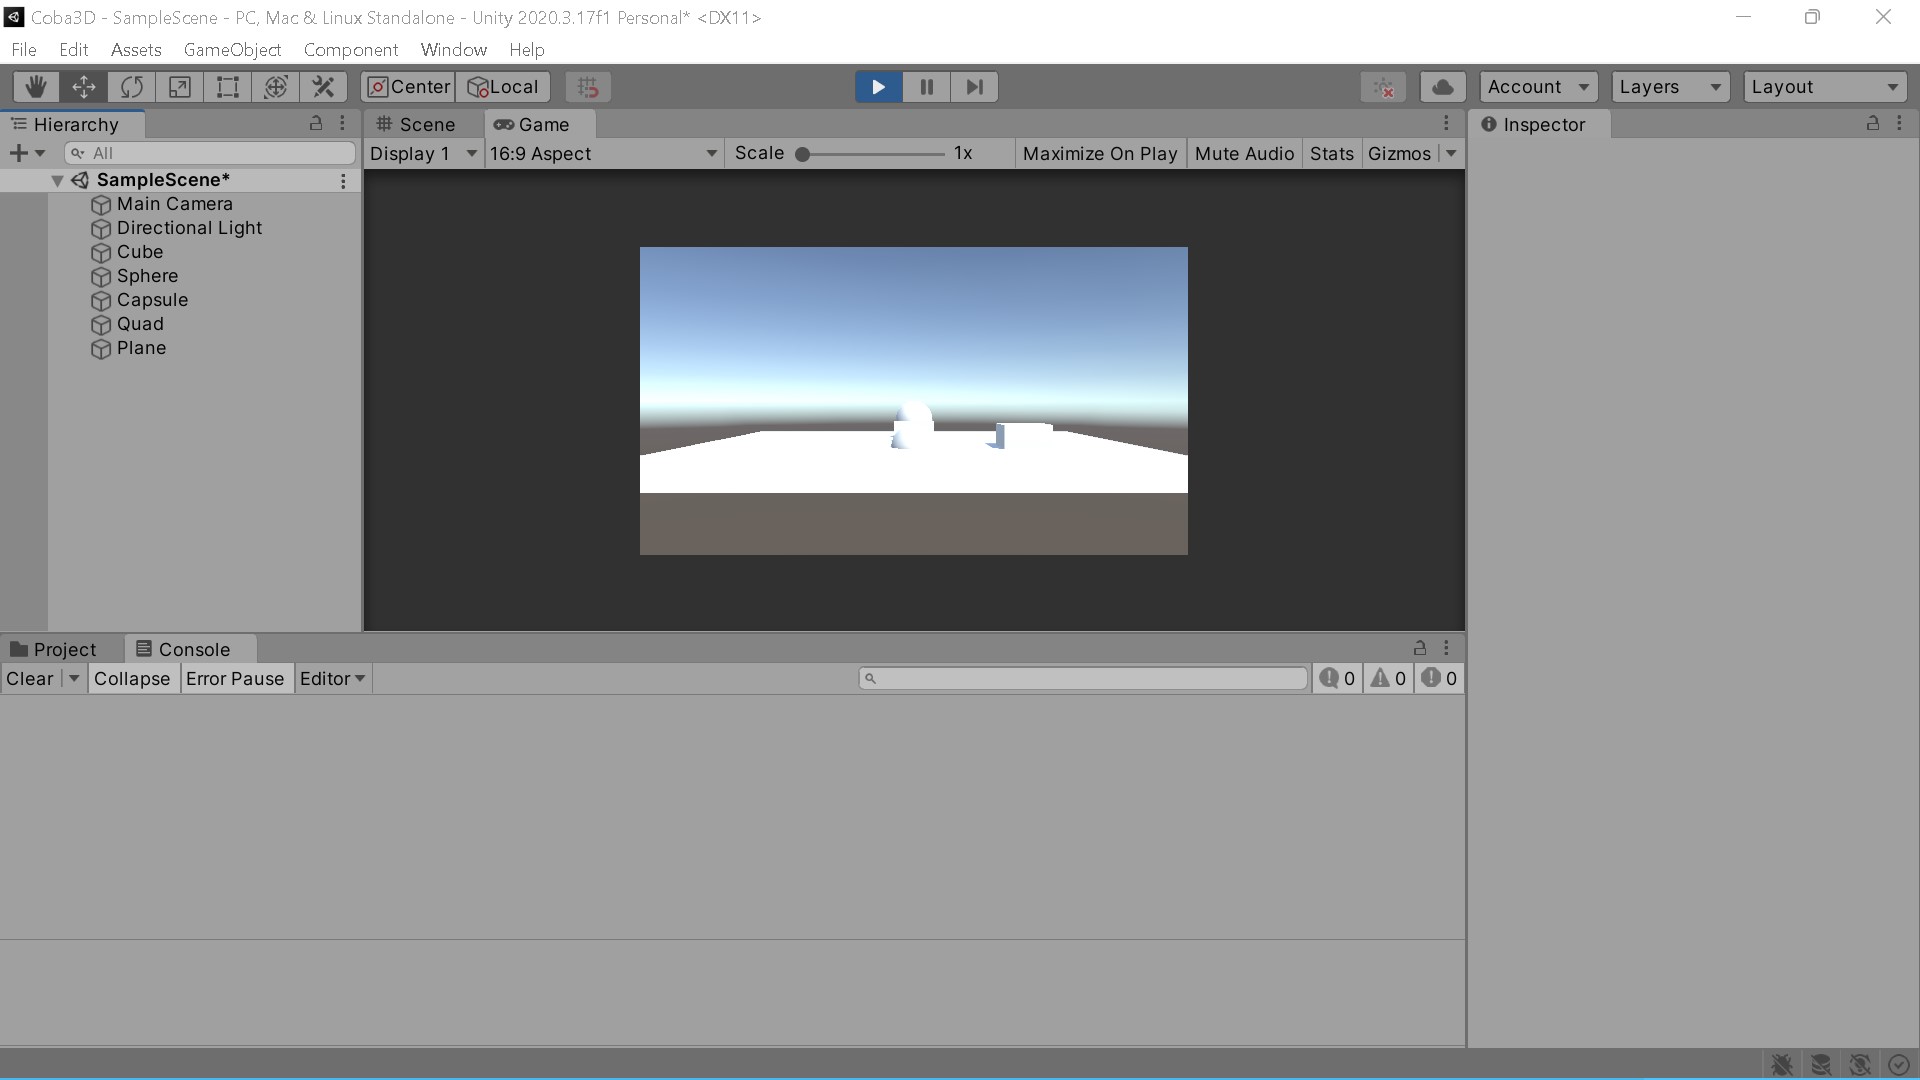 Coba3D - SampleScene - PC, Mac & Linux Standalone - Unity 2020.3.17f1 Personal* <DX11>
File Edit Assets GameObject Component Window Help
Center Local Account Layers Layout
Hierarchy Scene Game Inspector
All Display 1 16:9 Aspect Scale 1x Maximize On Play Mute Audio Stats Gizmos
SampleScene*
Main Camera
Directional Light
Cube
Sphere
Capsule
Quad
Plane
Project Console
Clear Collapse Error Pause Editor 0 0 0